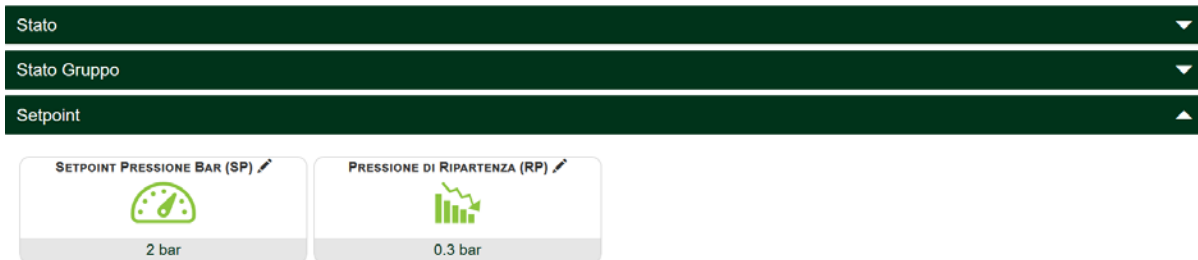 Stato
Stato Gruppo
Setpoint
SETPOINT PRESSIONE BAR (SP)
PRESSIONE DI RIPARTENZA (RP)
2 bar
0.3 bar